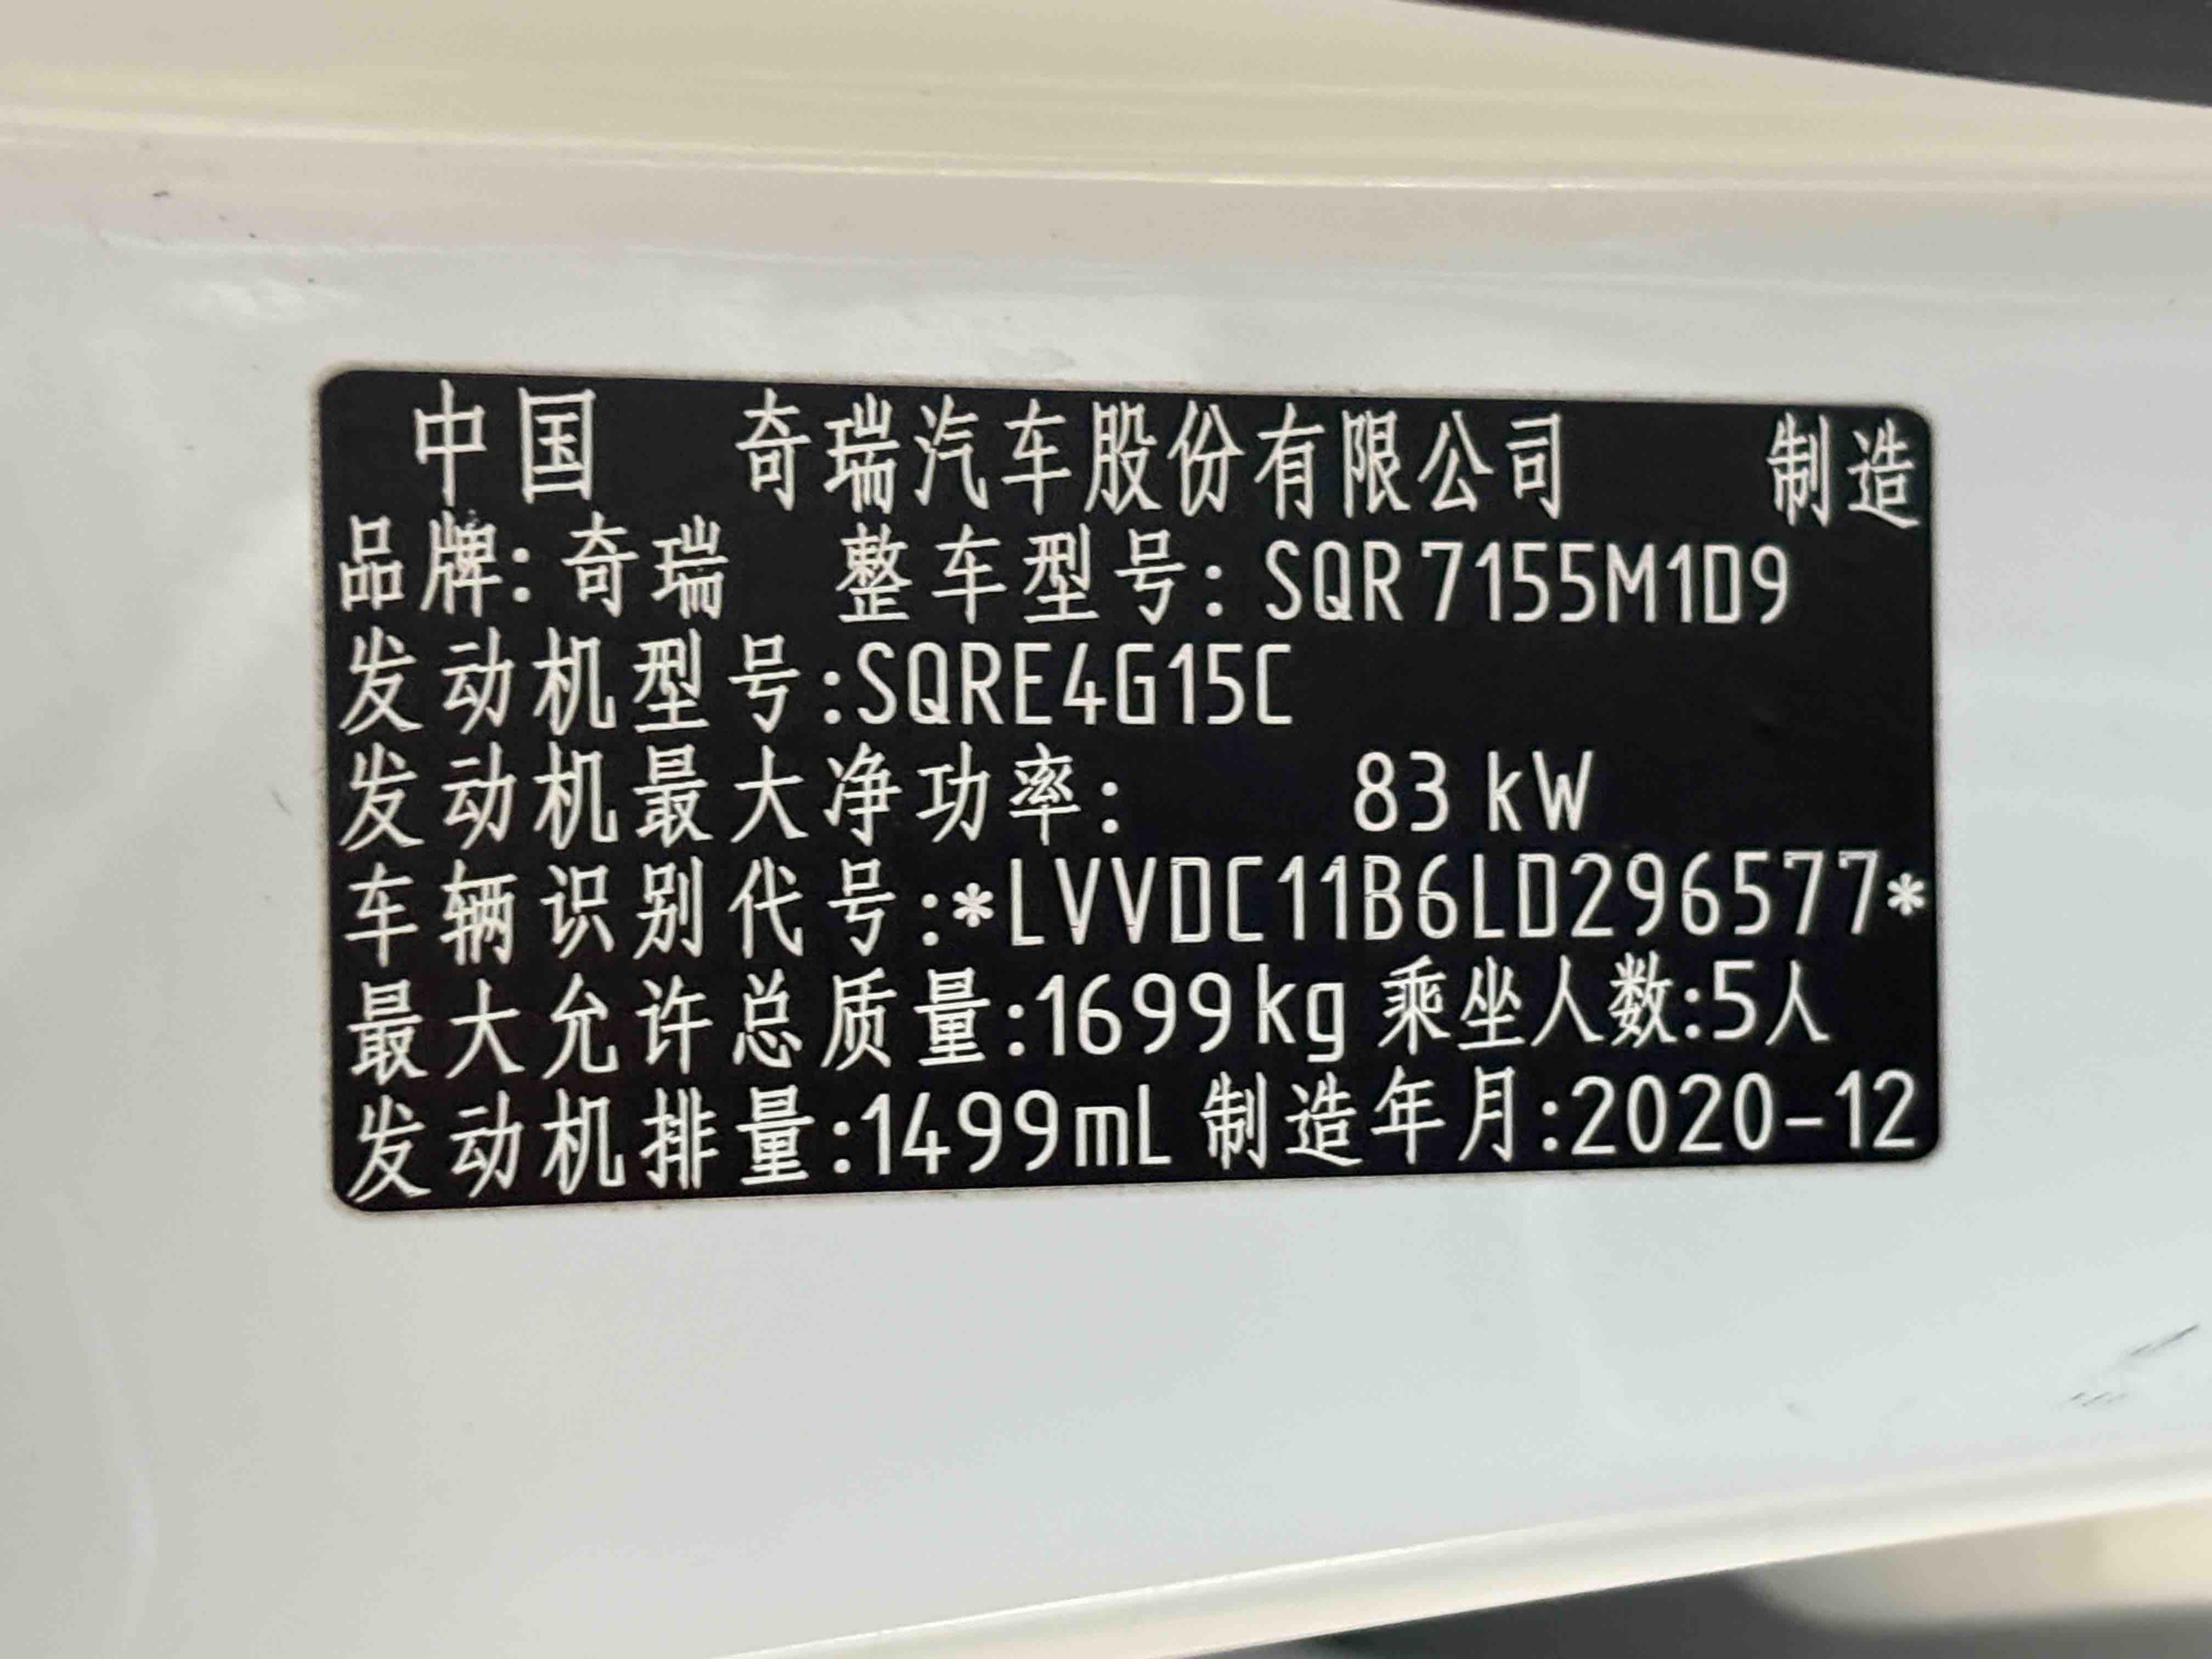 中国 奇瑞汽车股份有限公司 制造
品牌:奇瑞 整车型号:SQR7155M1D9
发动机型号:SQRE4G15C
发动机最大净功率: 83 kW
车辆识别代号:*LVVDC11B6LD296577*
最大允许总质量:1699kg 乘坐人数:5人
发动机排量:1499mL 制造年月:2020-12